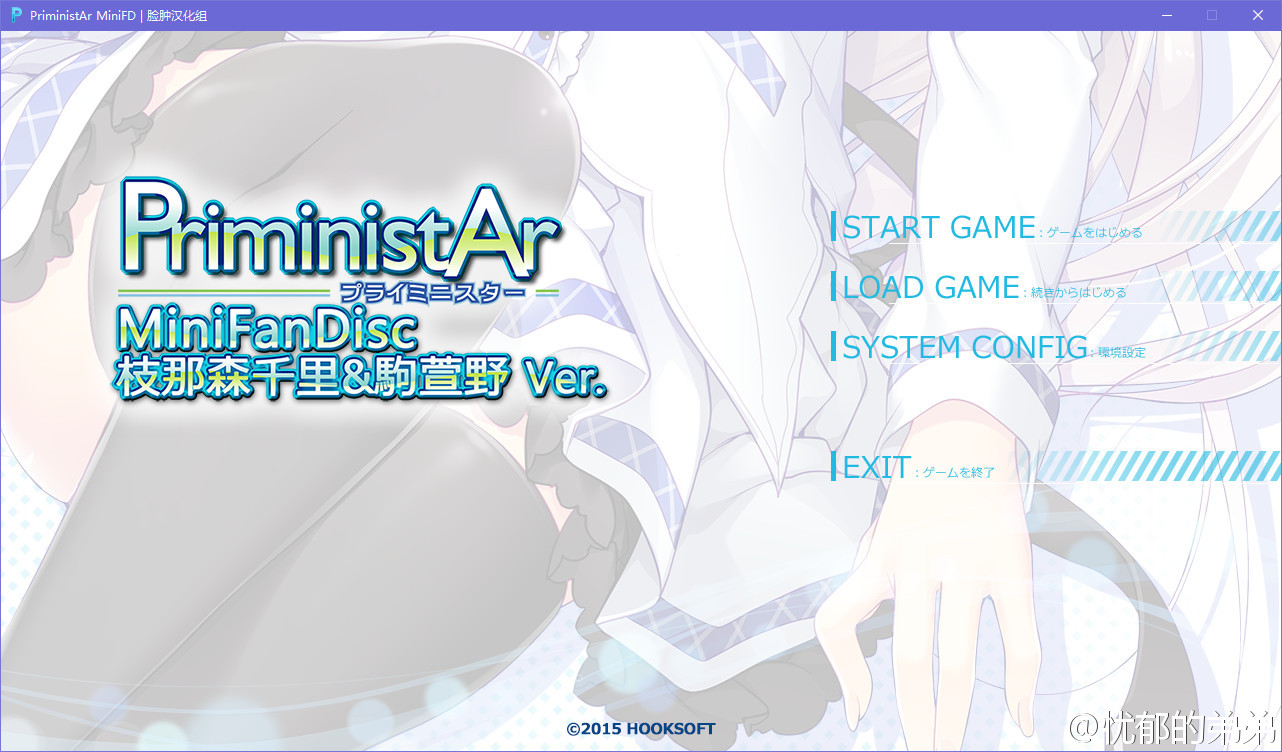 PriministAr MiniFD | 脸肿汉化组
PriministAr
プライミニスター
MiniFanDisc
枝那森千里&駒萱野 Ver.
START GAME : ゲームをはじめる
LOAD GAME : 続きからはじめる
SYSTEM CONFIG : 環境設定
EXIT : ゲームを終了
©2015 HOOKSOFT
@忧郁的弟弟